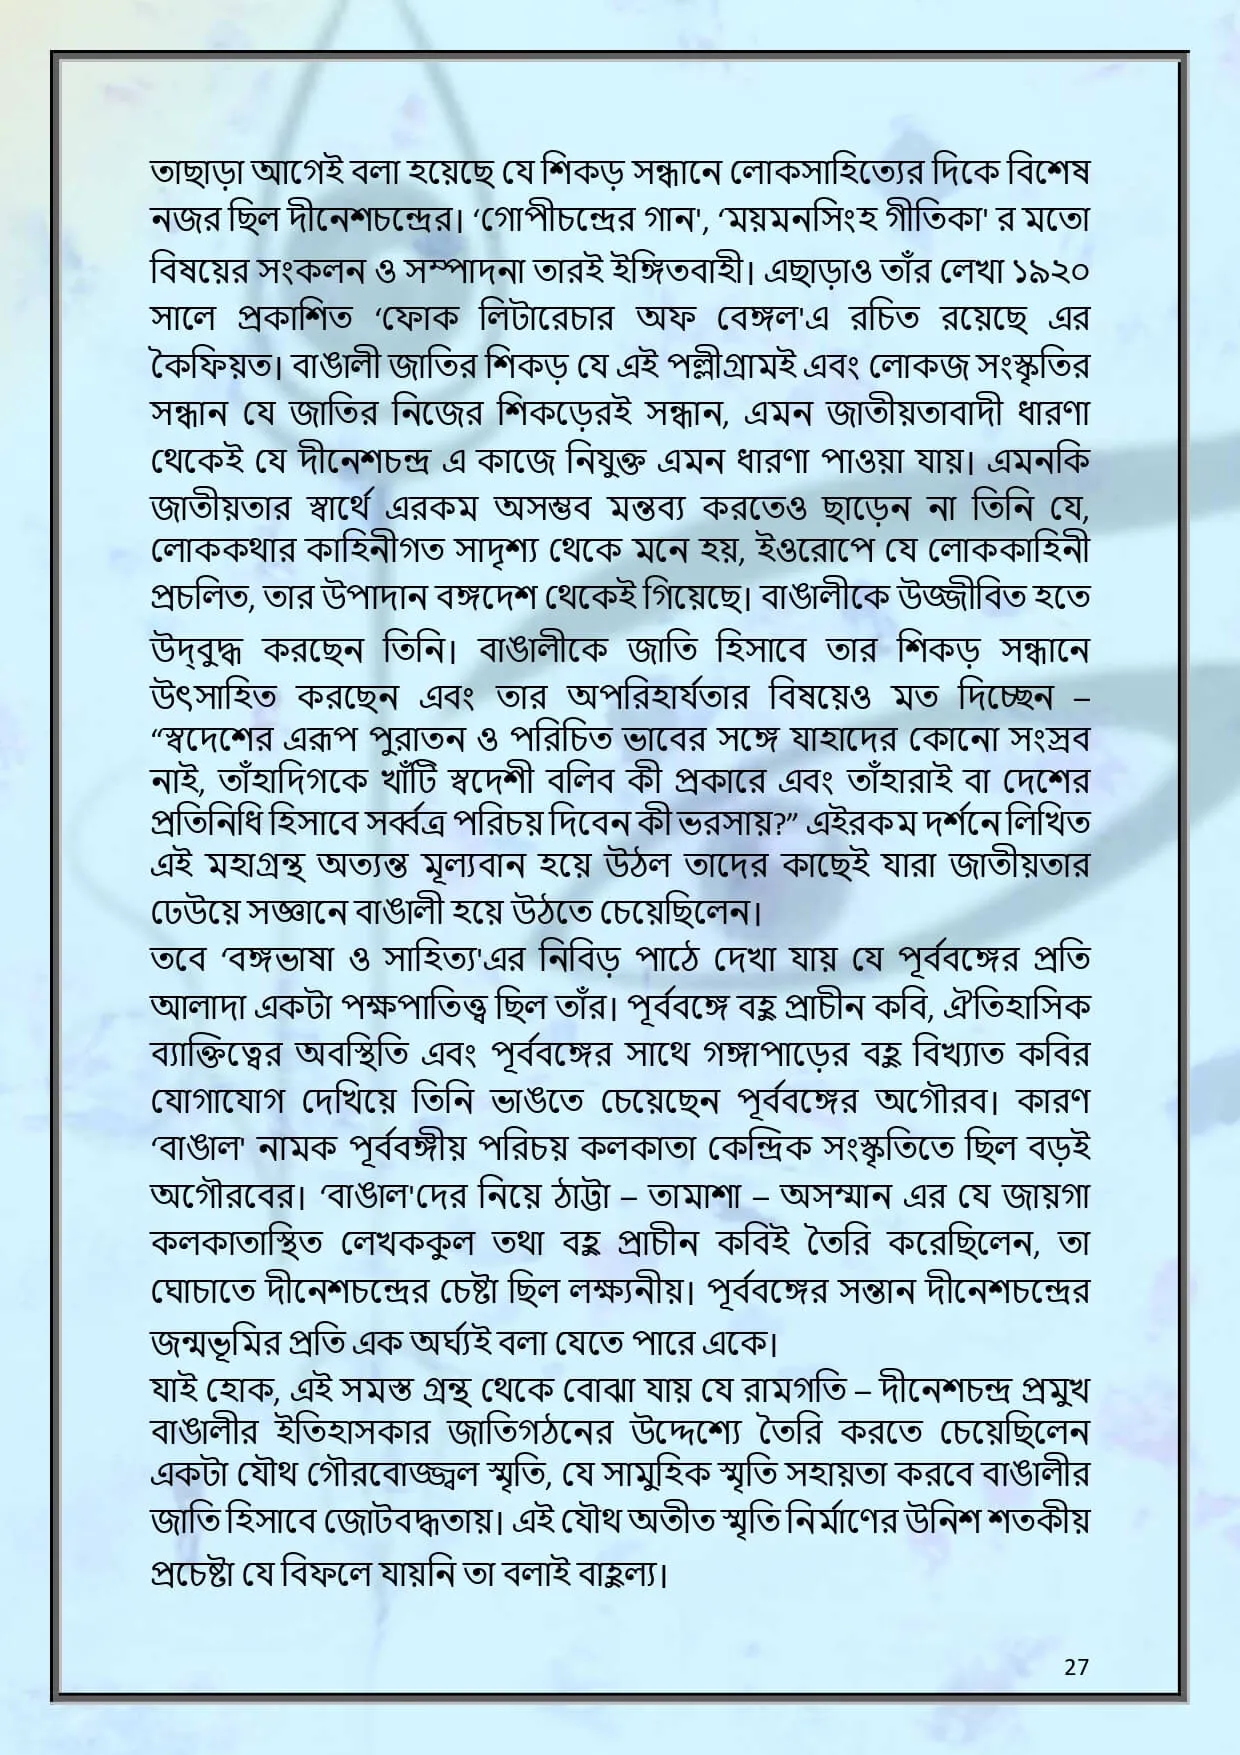 তাছাড়া আগেই বলা হয়েছে যে শিকড় সন্ধানে লোকসাহিত্যের দিকে বিশেষ
নজর ছিল দীনেশচন্দ্রের। ‘গোপীচন্দ্রের গান', ‘ময়মনসিংহ গীতিকা' র মতো
বিষয়ের সংকলন ও সম্পাদনা তারই ইঙ্গিতবাহী। এছাড়াও তাঁর লেখা ১৯২০
সালে প্রকাশিত ‘ফোক লিটারেচার অফ বেঙ্গল'এ রচিত রয়েছে এর
কৈফিয়ত। বাঙালী জাতির শিকড় যে এই পল্লীগ্রামই এবং লোকজ সংস্কৃতির
সন্ধান যে জাতির নিজের শিকড়েরই সন্ধান, এমন জাতীয়তাবাদী ধারণা
থেকেই যে দীনেশচন্দ্র এ কাজে নিযুক্ত এমন ধারণা পাওয়া যায়। এমনকি
জাতীয়তার স্বার্থে এরকম অসম্ভব মন্তব্য করতেও ছাড়েন না তিনি যে,
লোককথার কাহিনীগত সাদৃশ্য থেকে মনে হয়, ইওরোপে যে লোককাহিনী
প্রচলিত, তার উপাদান বঙ্গদেশ থেকেই গিয়েছে। বাঙালীকে উজ্জীবিত হতে
উদ্‌বুদ্ধ করছেন তিনি। বাঙালীকে জাতি হিসাবে তার শিকড় সন্ধানে
উৎসাহিত করছেন এবং তার অপরিহার্যতার বিষয়েও মত দিচ্ছেন –
“স্বদেশের এরূপ পুরাতন ও পরিচিত ভাবের সঙ্গে যাহাদের কোনো সংস্রব
নাই, তাঁহাদিগকে খাঁটি স্বদেশী বলিব কী প্রকারে এবং তাঁহারাই বা দেশের
প্রতিনিধি হিসাবে সর্ব্বত্র পরিচয় দিবেন কী ভরসায়?” এইরকম দর্শনে লিখিত
এই মহাগ্রন্থ অত্যন্ত মূল্যবান হয়ে উঠল তাদের কাছেই যারা জাতীয়তার
ঢেউয়ে সজ্ঞানে বাঙালী হয়ে উঠতে চেয়েছিলেন।
তবে ‘বঙ্গভাষা ও সাহিত্য'এর নিবিড় পাঠে দেখা যায় যে পূর্ববঙ্গের প্রতি
আলাদা একটা পক্ষপাতিত্ত্ব ছিল তাঁর। পূর্ববঙ্গে বহু প্রাচীন কবি, ঐতিহাসিক
ব্যাক্তিত্বের অবস্থিতি এবং পূর্ববঙ্গের সাথে গঙ্গাপাড়ের বহু বিখ্যাত কবির
যোগাযোগ দেখিয়ে তিনি ভাঙতে চেয়েছেন পূর্ববঙ্গের অগৌরব। কারণ
‘বাঙাল' নামক পূর্ববঙ্গীয় পরিচয় কলকাতা কেন্দ্রিক সংস্কৃতিতে ছিল বড়ই
অগৌরবের। ‘বাঙাল'দের নিয়ে ঠাট্টা – তামাশা – অসম্মান এর যে জায়গা
কলকাতাস্থিত লেখককুল তথা বহু প্রাচীন কবিই তৈরি করেছিলেন, তা
ঘোচাতে দীনেশচন্দ্রের চেষ্টা ছিল লক্ষ্যনীয়। পূর্ববঙ্গের সন্তান দীনেশচন্দ্রের
জন্মভূমির প্রতি এক অর্ঘ্যই বলা যেতে পারে একে।
যাই হোক, এই সমস্ত গ্রন্থ থেকে বোঝা যায় যে রামগতি – দীনেশচন্দ্র প্রমুখ
বাঙালীর ইতিহাসকার জাতিগঠনের উদ্দেশ্যে তৈরি করতে চেয়েছিলেন
একটা যৌথ গৌরবোজ্জ্বল স্মৃতি, যে সামুহিক স্মৃতি সহায়তা করবে বাঙালীর
জাতি হিসাবে জোটবদ্ধতায়। এই যৌথ অতীত স্মৃতি নির্মাণের উনিশ শতকীয়
প্রচেষ্টা যে বিফলে যায়নি তা বলাই বাহুল্য।
27